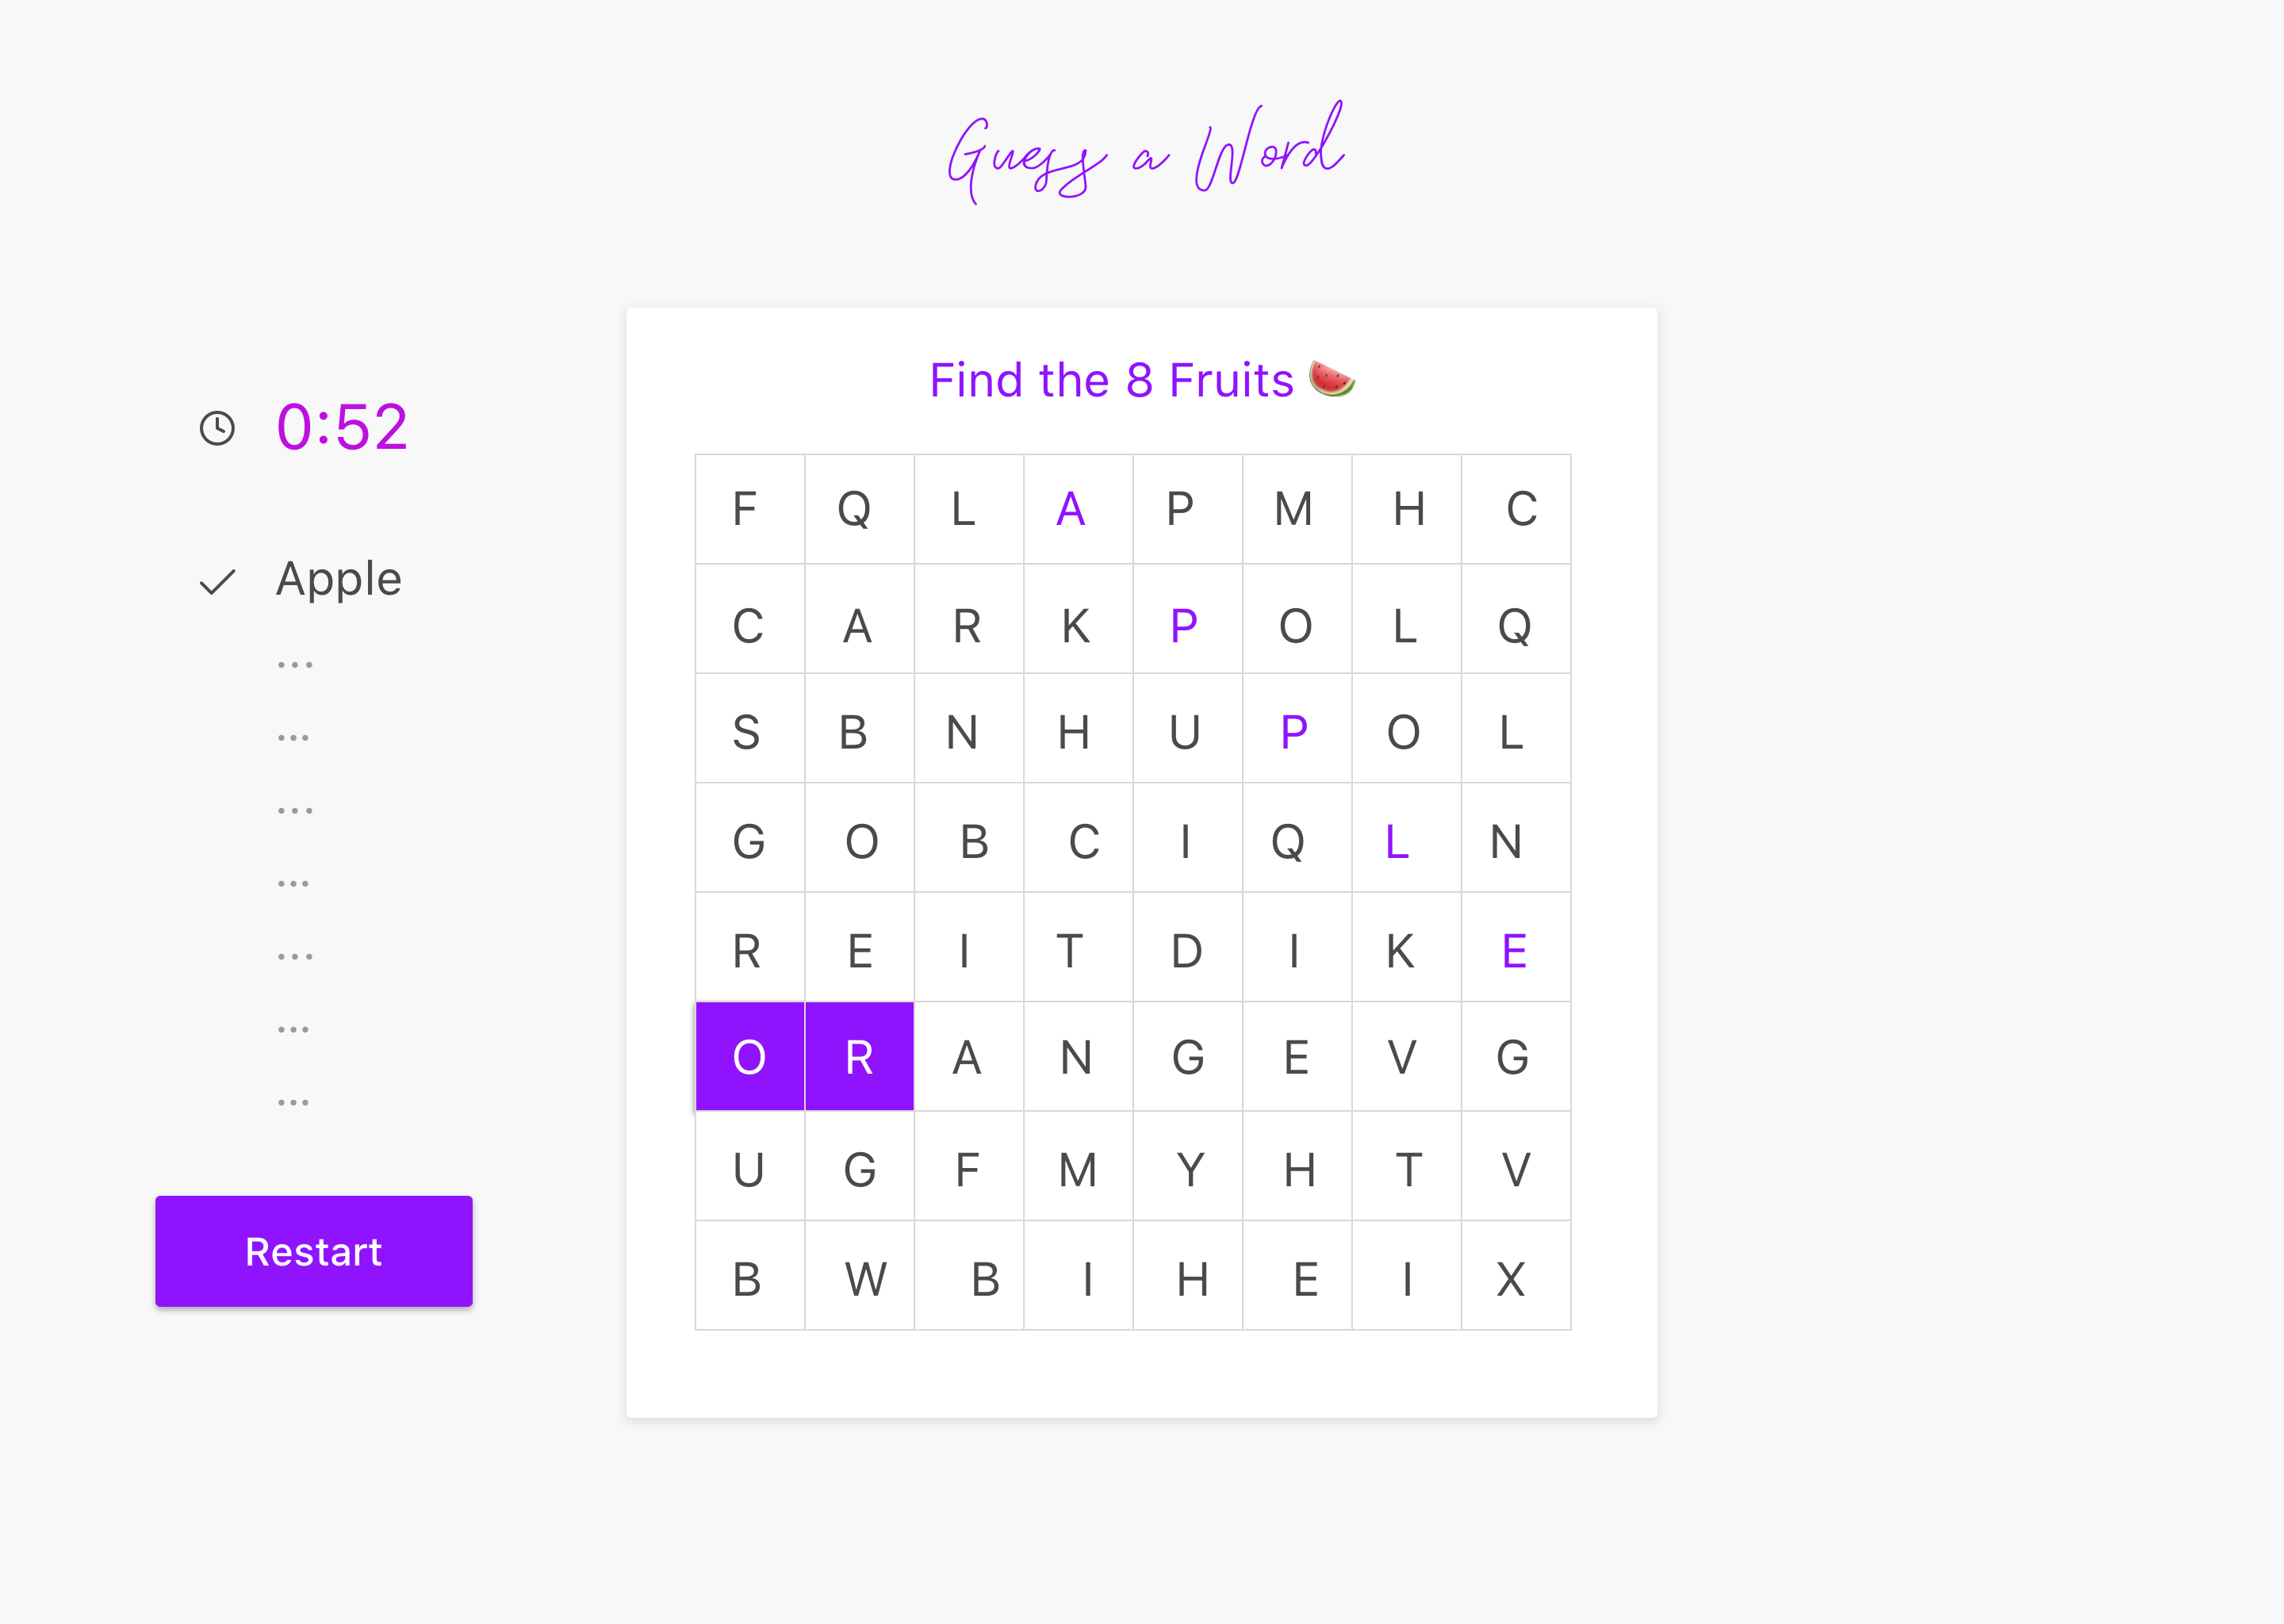 Guess a Word
Find the 8 Fruits
0:52
Apple
...
...
...
...
...
...
...
Restart
F Q L A P M H C
C A R K P O L Q
S B N H U P O L
G O B C I Q L N
R E I T D I K E
O R A N G E V G
U G F M Y H T V
B W B I H E I X